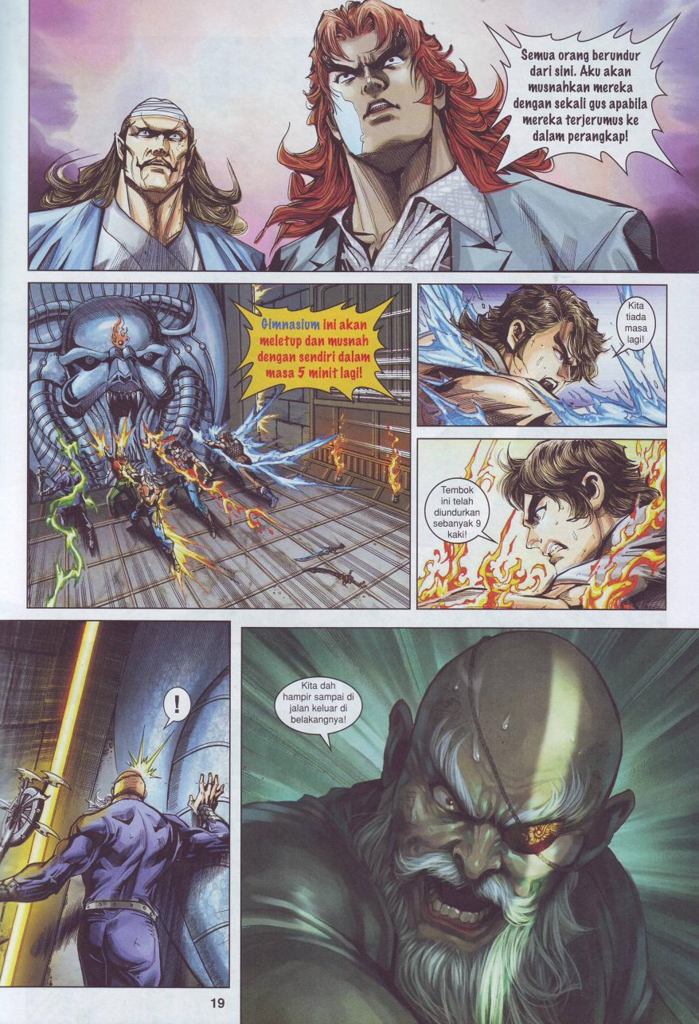 Semua orang berundur
dari sini. Aku akan
musnahkan mereka
dengan sekali gus apabila
mereka terjerumus ke
dalam perangkap!
Gimnasium ini akan
meletup dan musnah
dengan sendiri dalam
masa 5 minit lagi!
Kita
tiada
masa
lagi!
Tembok
ini telah
diundurkan
sebanyak 9
kaki!
!
Kita dah
hampir sampai di
jalan keluar di
belakangnya!
19